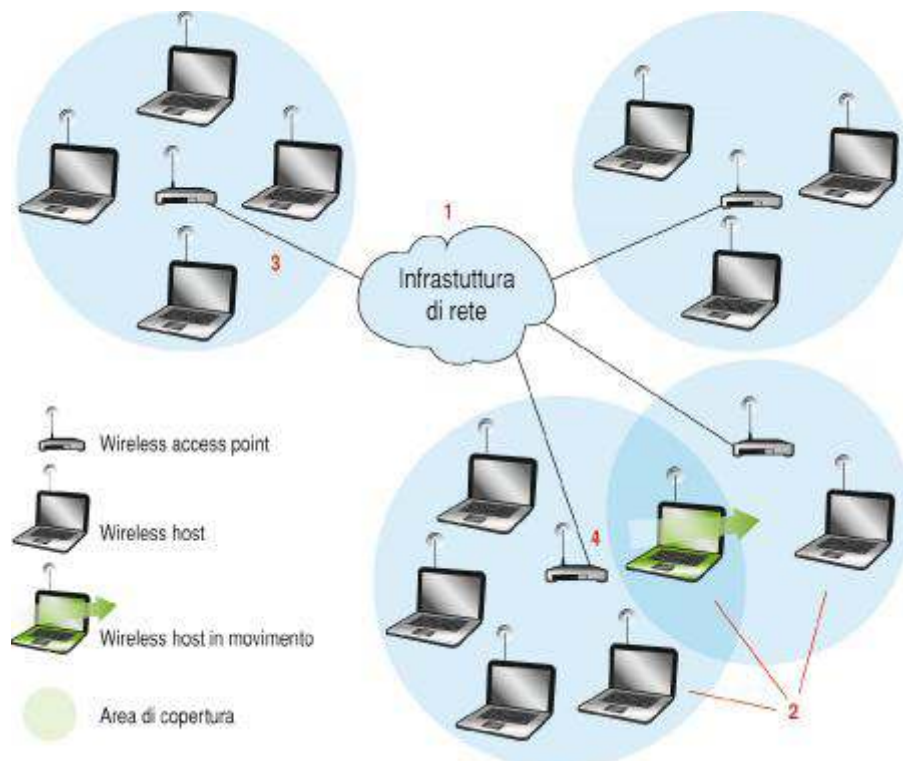 1
Infrastuttura
di rete
3
4
2
Wireless access point
Wireless host
Wireless host in movimento
Area di copertura